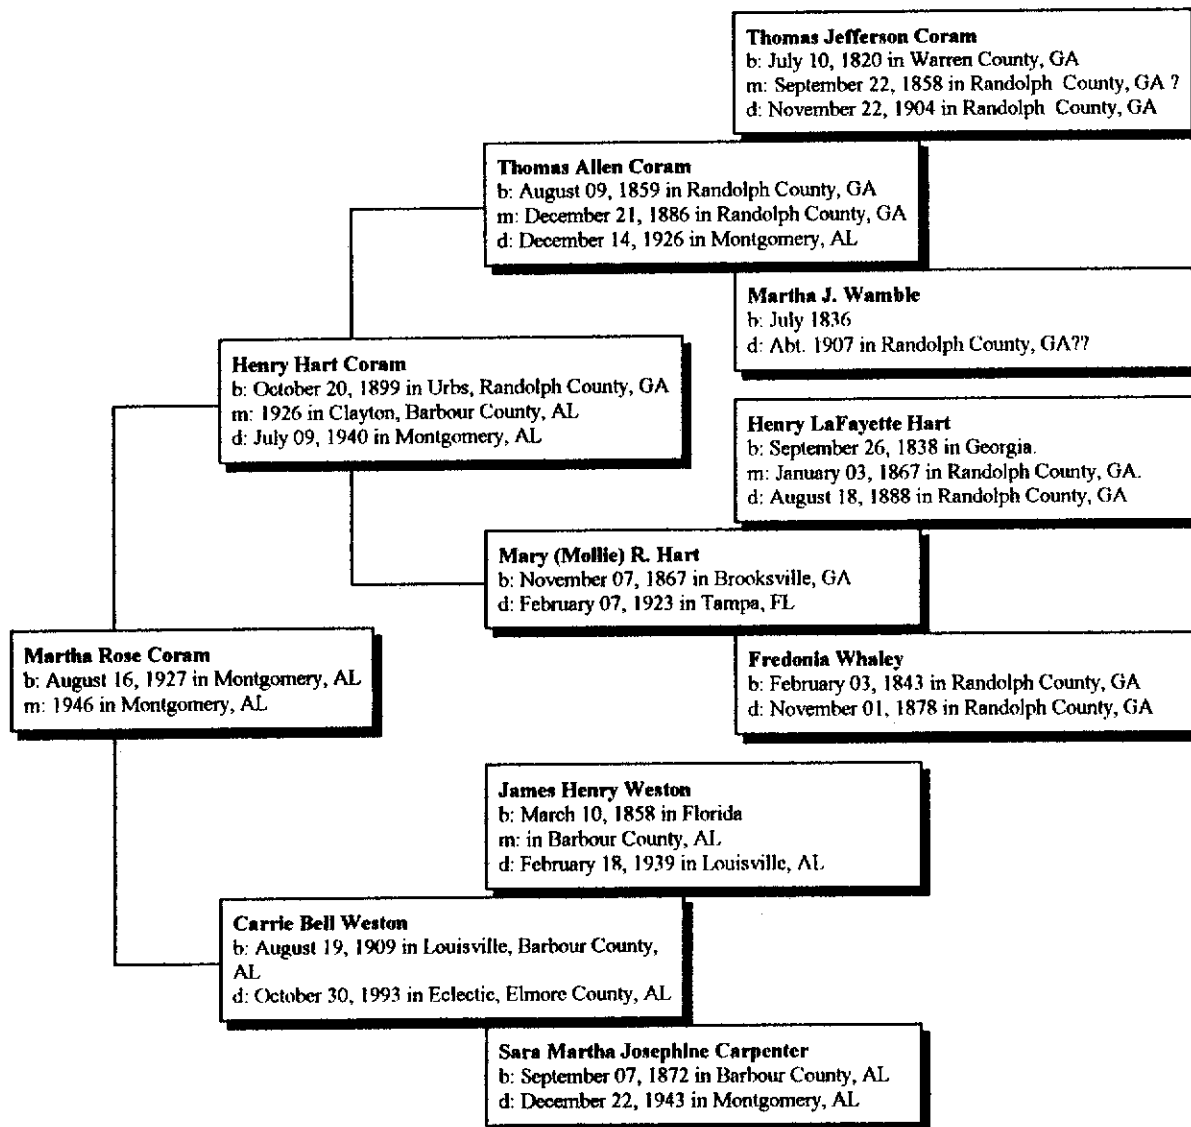 Thomas Jefferson Coram
b: July 10, 1820 in Warren County, GA
m: September 22, 1858 in Randolph County, GA ?
d: November 22, 1904 in Randolph County, GA
Thomas Allen Coram
b: August 09, 1859 in Randolph County, GA
m: December 21, 1886 in Randolph County, GA
d: December 14, 1926 in Montgomery, AL
Martha J. Wamble
b: July 1836
d: Abt. 1907 in Randolph County, GA??
Henry Hart Coram
b: October 20, 1899 in Urbs, Randolph County, GA
m: 1926 in Clayton, Barbour County, AL
d: July 09, 1940 in Montgomery, AL
Henry LaFayette Hart
b: September 26, 1838 in Georgia.
m: January 03, 1867 in Randolph County, GA.
d: August 18, 1888 in Randolph County, GA
Mary (Mollie) R. Hart
b: November 07, 1867 in Brooksville, GA
d: February 07, 1923 in Tampa, FL
Martha Rose Coram
b: August 16, 1927 in Montgomery, AL
m: 1946 in Montgomery, AL
Fredonia Whaley
b: February 03, 1843 in Randolph County, GA
d: November 01, 1878 in Randolph County, GA
James Henry Weston
b: March 10, 1858 in Florida
m: in Barbour County, AL
d: February 18, 1939 in Louisville, AL
Carrie Bell Weston
b: August 19, 1909 in Louisville, Barbour County,
AL
d: October 30, 1993 in Eclectic, Elmore County, AL
Sara Martha Josephine Carpenter
b: September 07, 1872 in Barbour County, AL
d: December 22, 1943 in Montgomery, AL